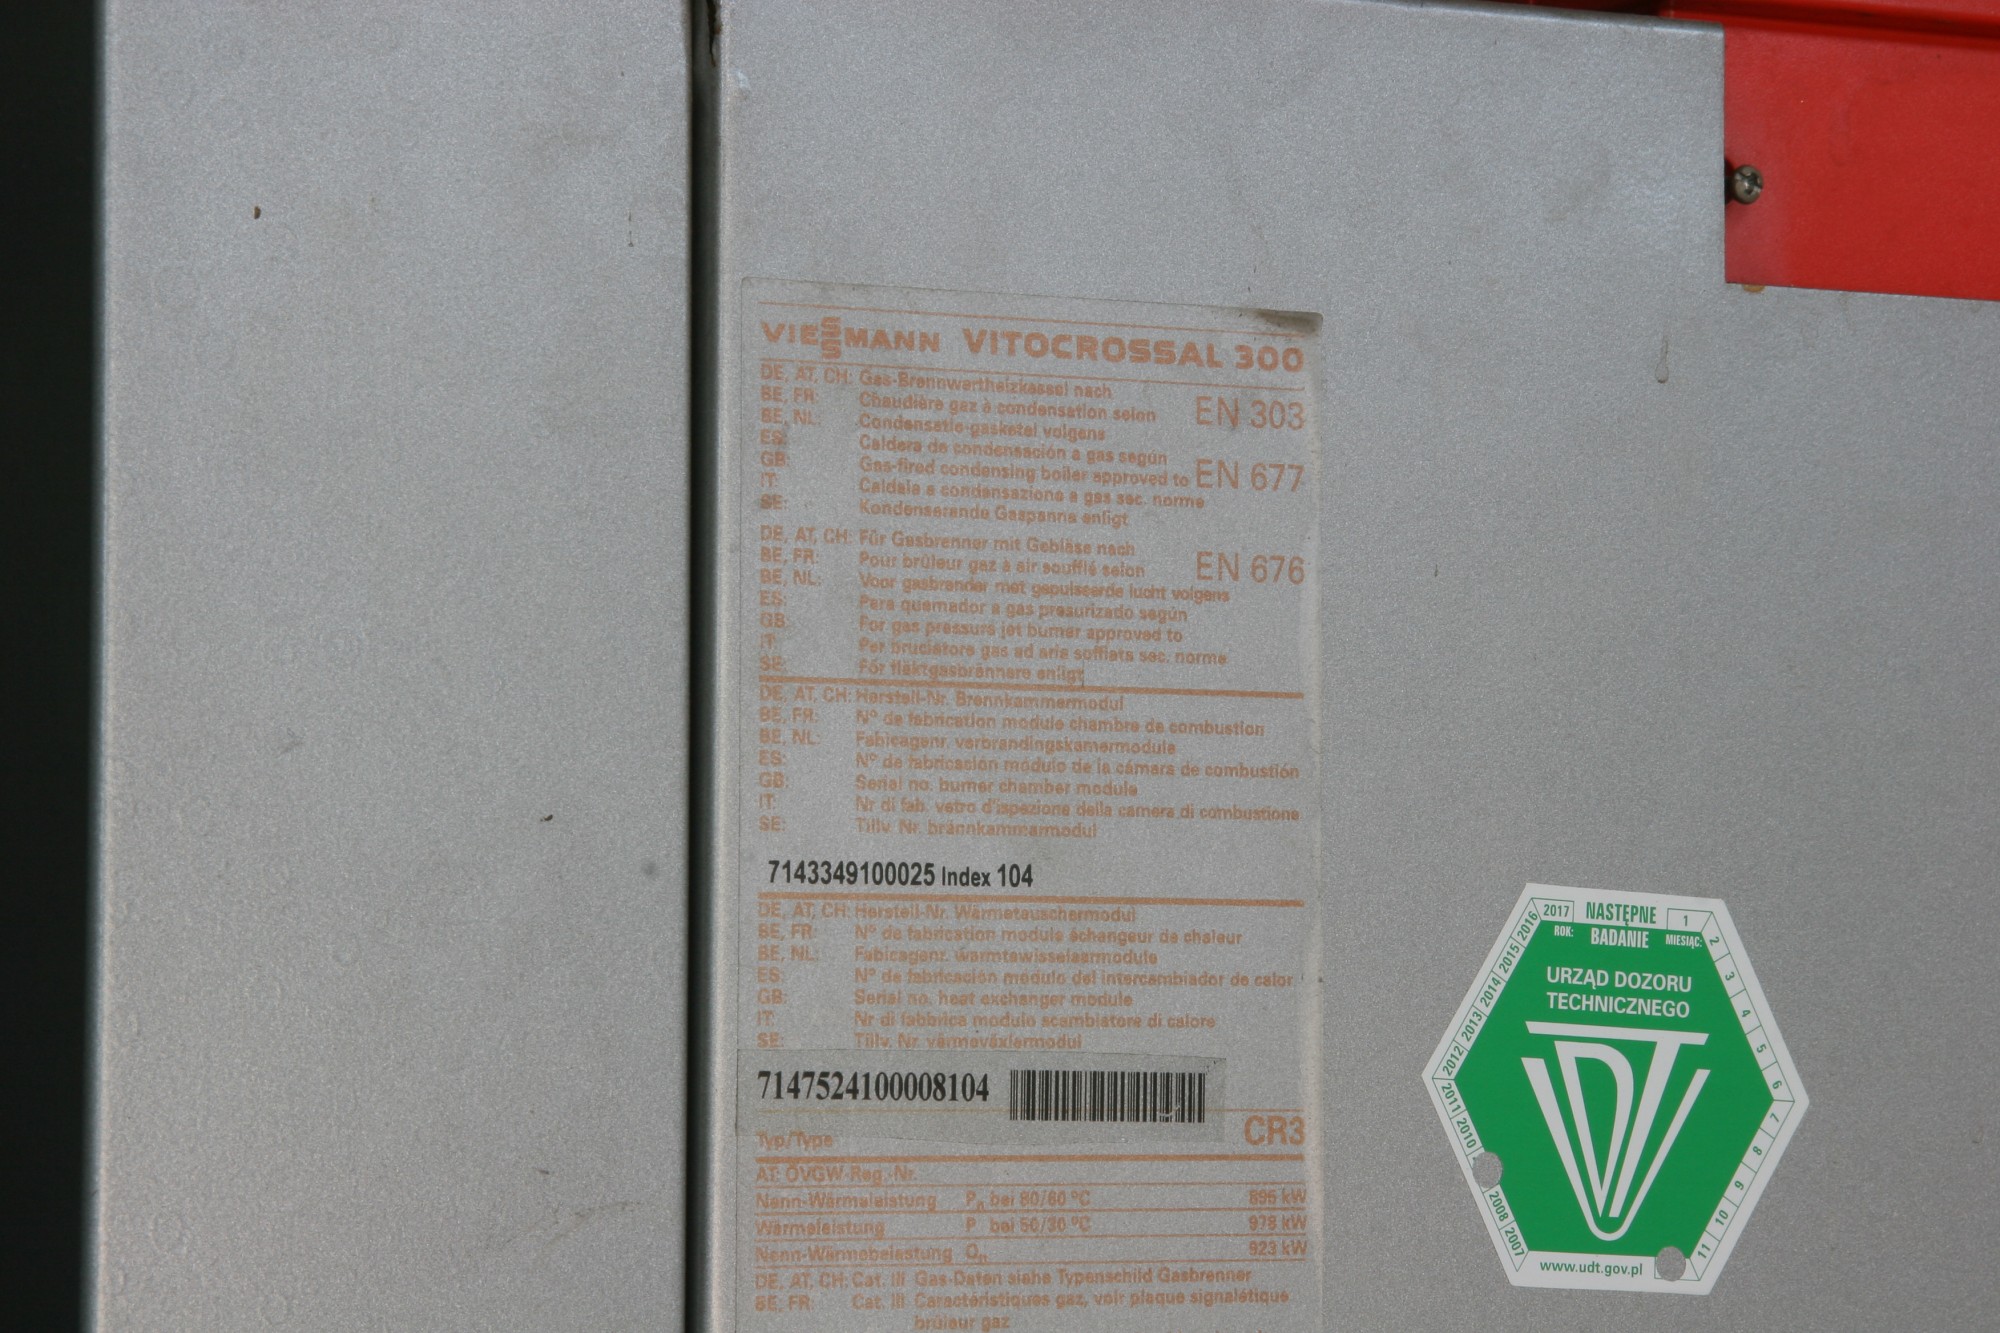 VIESSMANN VITOCROSSAL 300
DE, AT, CH: Gas-Brennwertheizkessel nach
BE, FR: Chaudière gaz à condensation selon EN 303
BE, NL: Condensatie-gasketel volgens
ES: Caldera de condensación a gas según
GB: Gas-fired condensing boiler approved to EN 677
IT: Caldaia a condensazione a gas sec. norme
SE: Kondenserande Gaspanna enligt
DE, AT, CH: Für Gasbrenner mit Gebläse nach
BE, FR: Pour brûleur gaz à air soufflé selon EN 676
BE, NL: Voor gasbrander met gepulseerde lucht volgens
ES: Para quemador a gas presurizado según
GB: For gas pressure jet burner approved to
IT: Per bruciatore gas ad aria soffiata sec. norme
SE: För fläktgasbrännare enligt
DE, AT, CH: Herstell-Nr. Brennkammermodul
BE, FR: N° de fabrication module chambre de combustion
BE, NL: Fabicagenr. verbrandingskamermodule
ES: N° de fabricación módulo de la cámara de combustión
GB: Serial no. burner chamber module
IT: Nr di fab. vetro d'ispezione della camera di combustione
SE: Tillv. Nr. brännkammarmodul
7143349100025 Index 104
DE, AT, CH: Herstell-Nr. Wärmetauschermodul
BE, FR: N° de fabrication module échangeur de chaleur
BE, NL: Fabicagenr. warmtewisselaarmodule
ES: N° de fabricación módulo del intercambiador de calor
GB: Serial no. heat exchanger module
IT: Nr di fabbrica modulo scambiatore di calore
SE: Tillv. Nr. värmeväxlarmodul
7147524100008104
Typ/Type CR3
AT: ÖVGW-Reg.-Nr.
Nenn-Wärmeleistung Pn bei 80/60 °C 895 kW
Wärmeleistung P bei 50/30 °C 978 kW
Nenn-Wärmebelastung Qn 923 kW
DE, AT, CH: Cat. III Gas-Daten siehe Typenschild Gasbrenner
BE, FR: Cat. III Caractéristiques gaz, voir plaque signalétique
brûleur gaz
NASTĘPNE
BADANIE
ROK: MIESIĄC:
2017 2016 2015 2014 2013 2012 2011 2010 2008 2007
1 2 3 4 5 6 7 8 9 10 11
URZĄD DOZORU
TECHNICZNEGO
UDT
www.udt.gov.pl